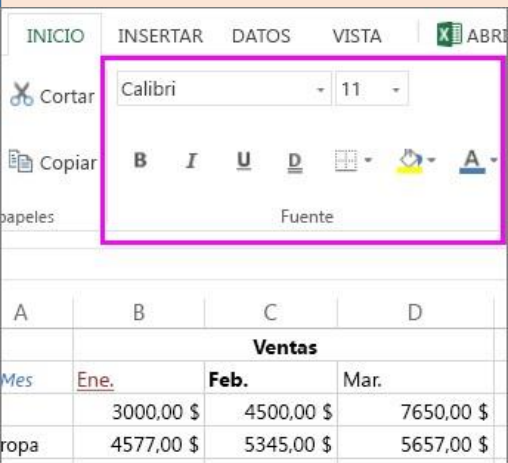 INICIO INSERTAR DATOS VISTA ABRI
Cortar Calibri 11
Copiar B I U D A
papeles Fuente
A B C D
Ventas
Mes Ene. Feb. Mar.
3000,00 $ 4500,00 $ 7650,00 $
ropa 4577,00 $ 5345,00 $ 5657,00 $